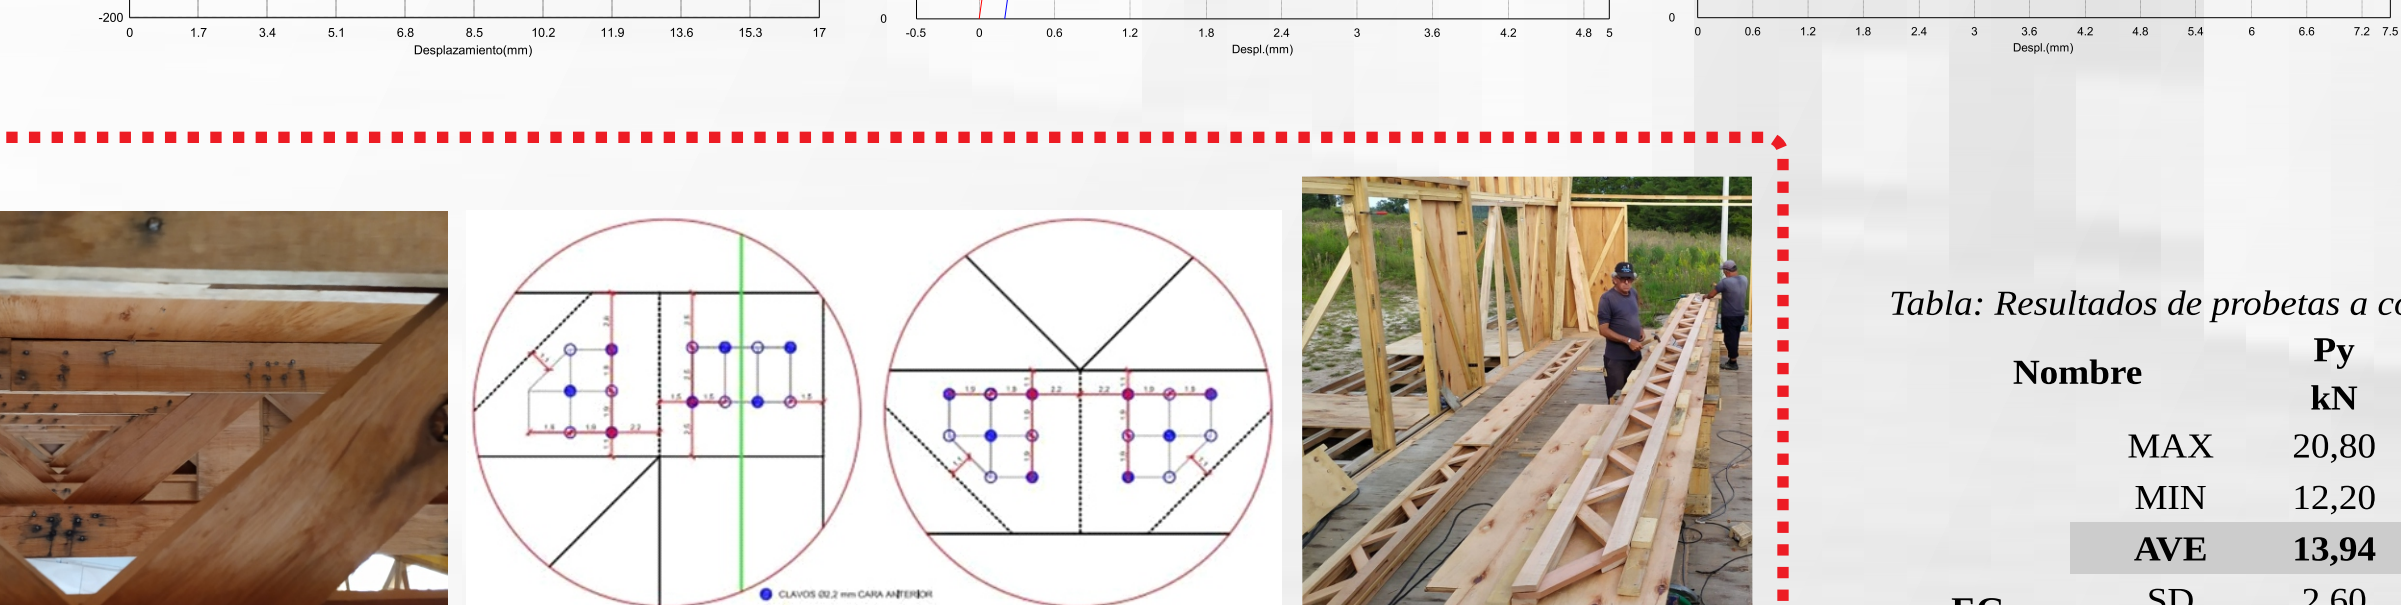 -200
0 1.7 3.4 5.1 6.8 8.5 10.2 11.9 13.6 15.3 17
Desplazamiento(mm)
0
-0.5 0 0.6 1.2 1.8 2.4 3 3.6 4.2 4.8 5
Despl.(mm)
0
0 0.6 1.2 1.8 2.4 3 3.6 4.2 4.8 5.4 6 6.6 7.2 7.5
Despl.(mm)
CLAVOS Ø2,2 mm CARA ANTERIOR
Tabla: Resultados de probetas a
Nombre
Py
kN
MAX 20,80
MIN 12,20
AVE 13,94
SD 2,60